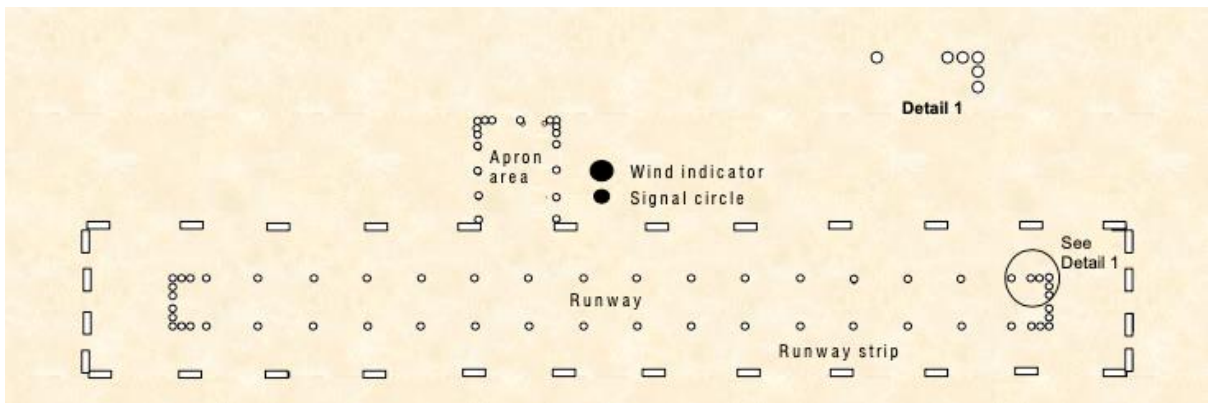 Detail 1
Apron
area
Wind indicator
Signal circle
See
Detail 1
Runway
Runway strip